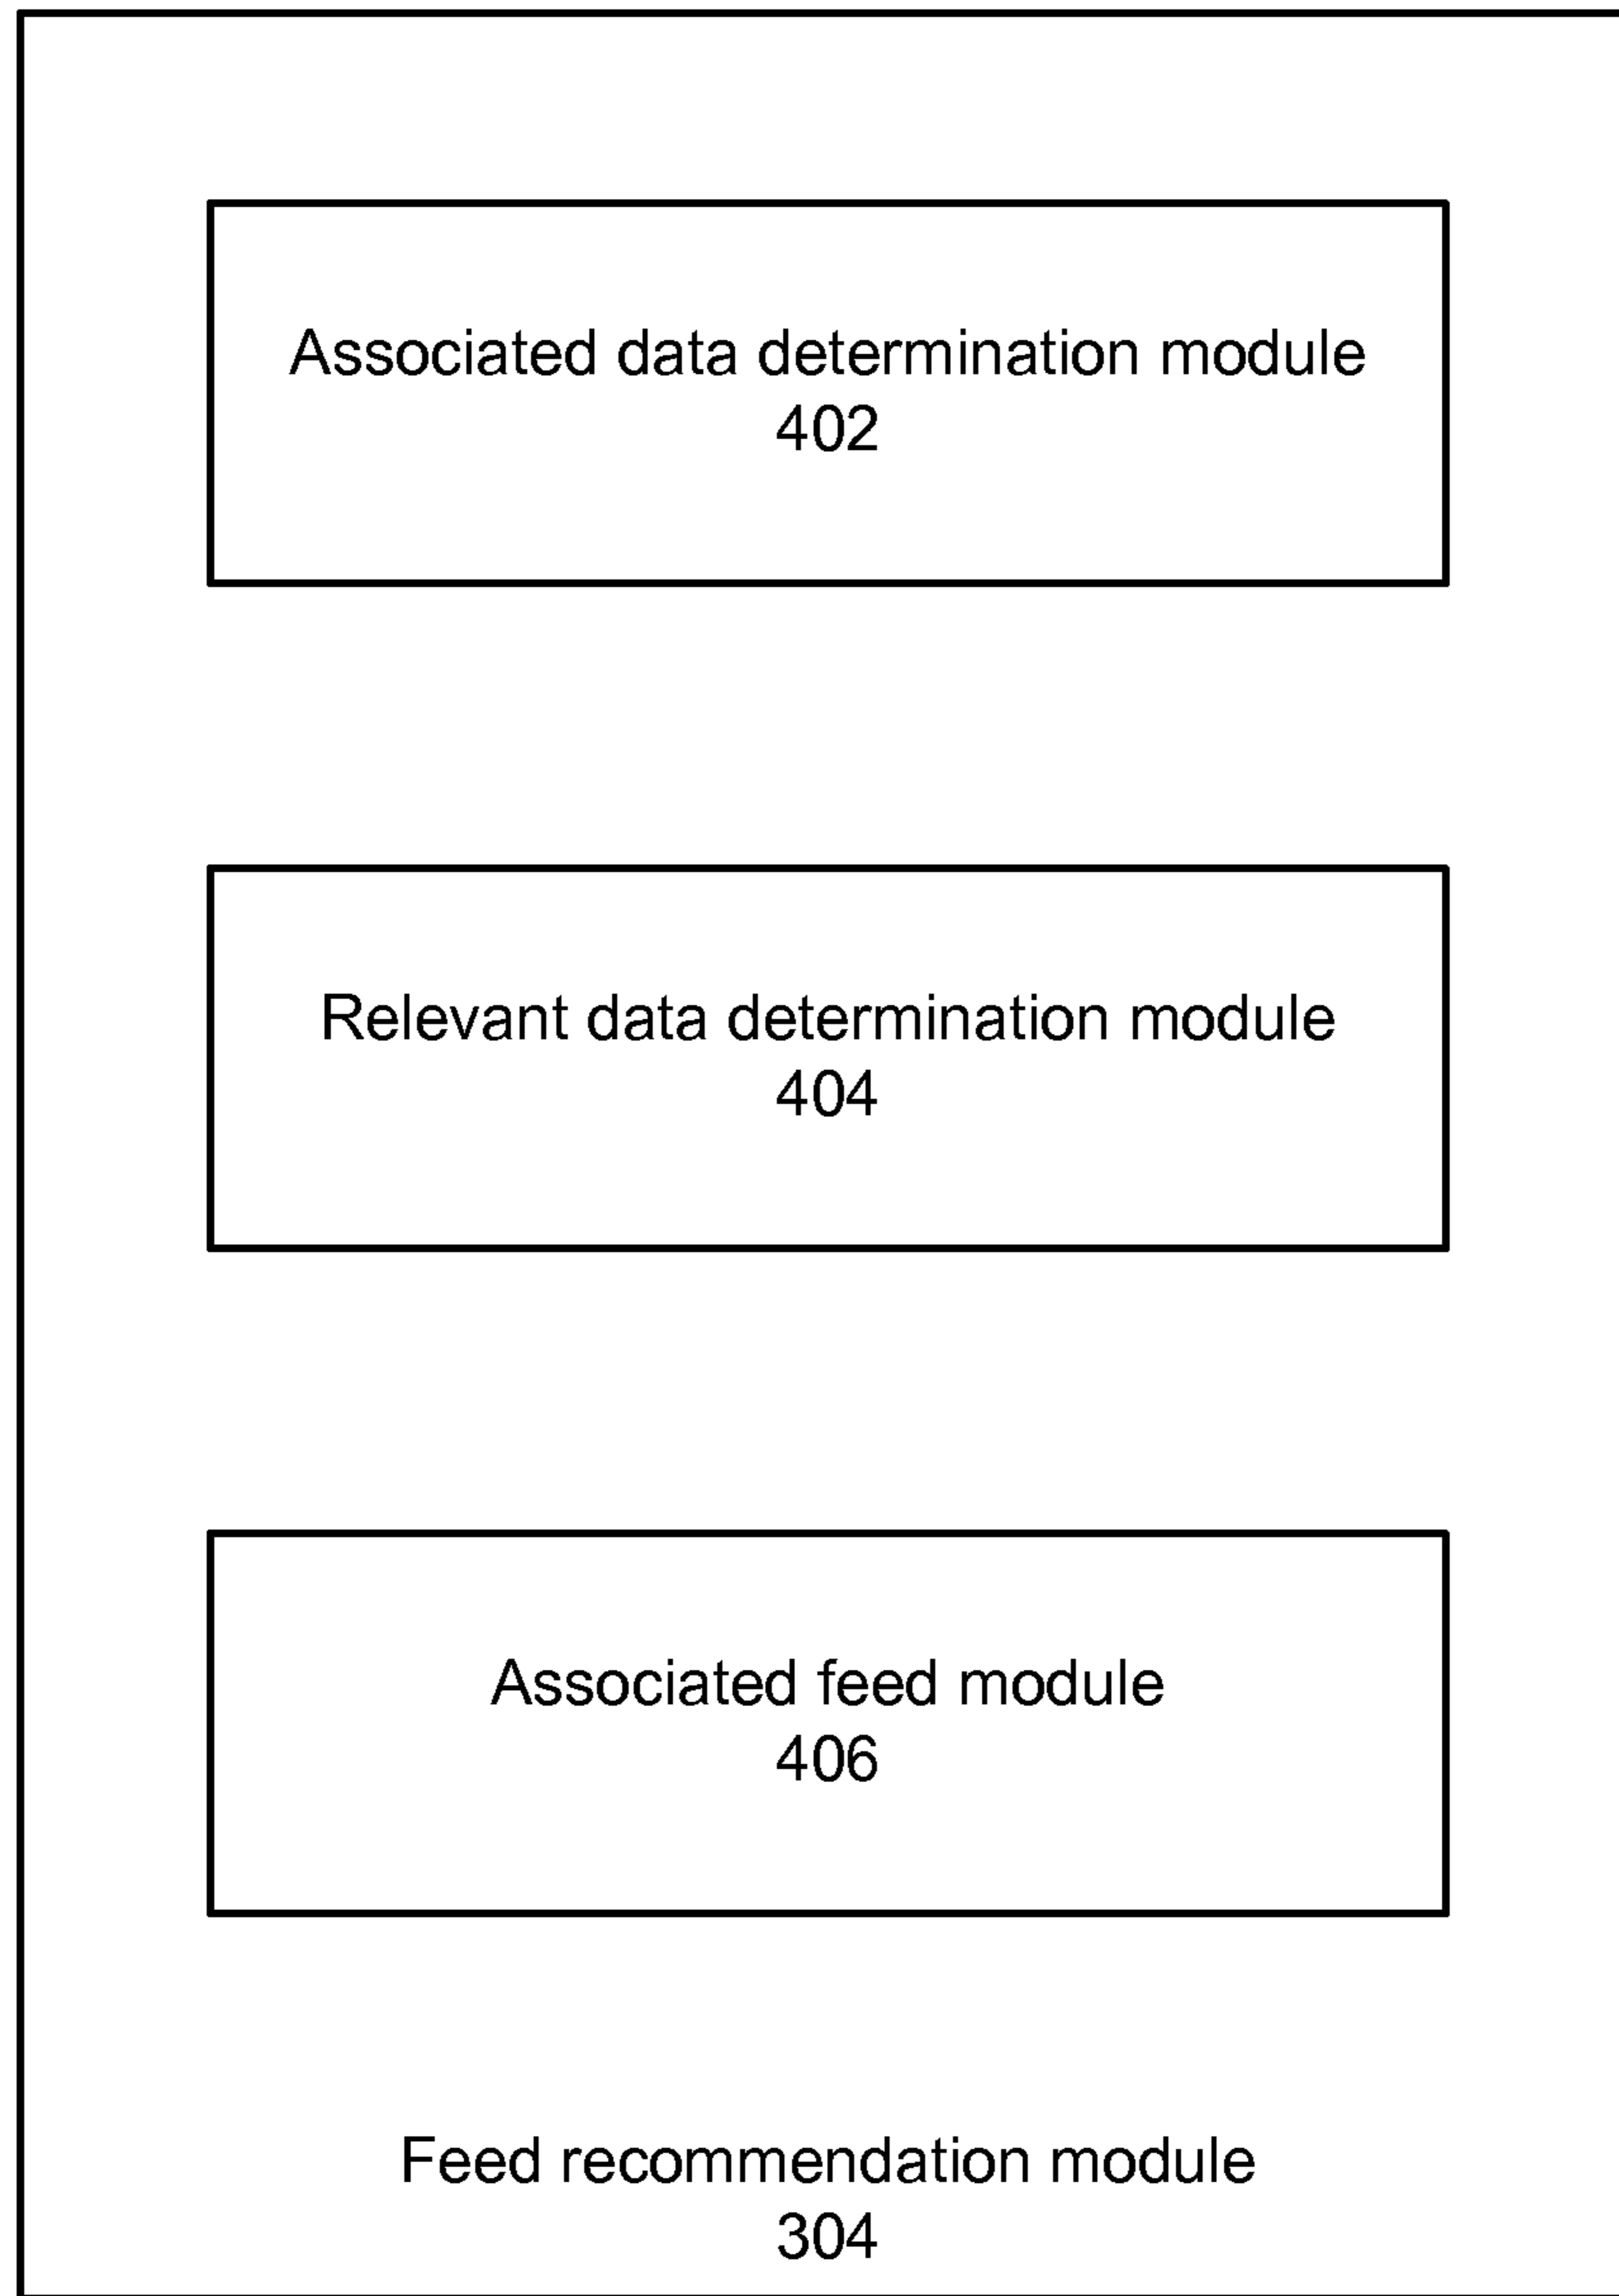 Associated data determination module
402
Relevant data determination module
404
Associated feed module
406
Feed recommendation module
304